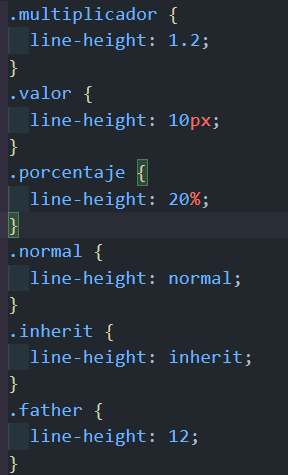 .multiplicador {
  line-height: 1.2;
}
.valor {
  line-height: 10px;
}
.porcentaje {
  line-height: 20%;
}
.normal {
  line-height: normal;
}
.inherit {
  line-height: inherit;
}
.father {
  line-height: 12;
}